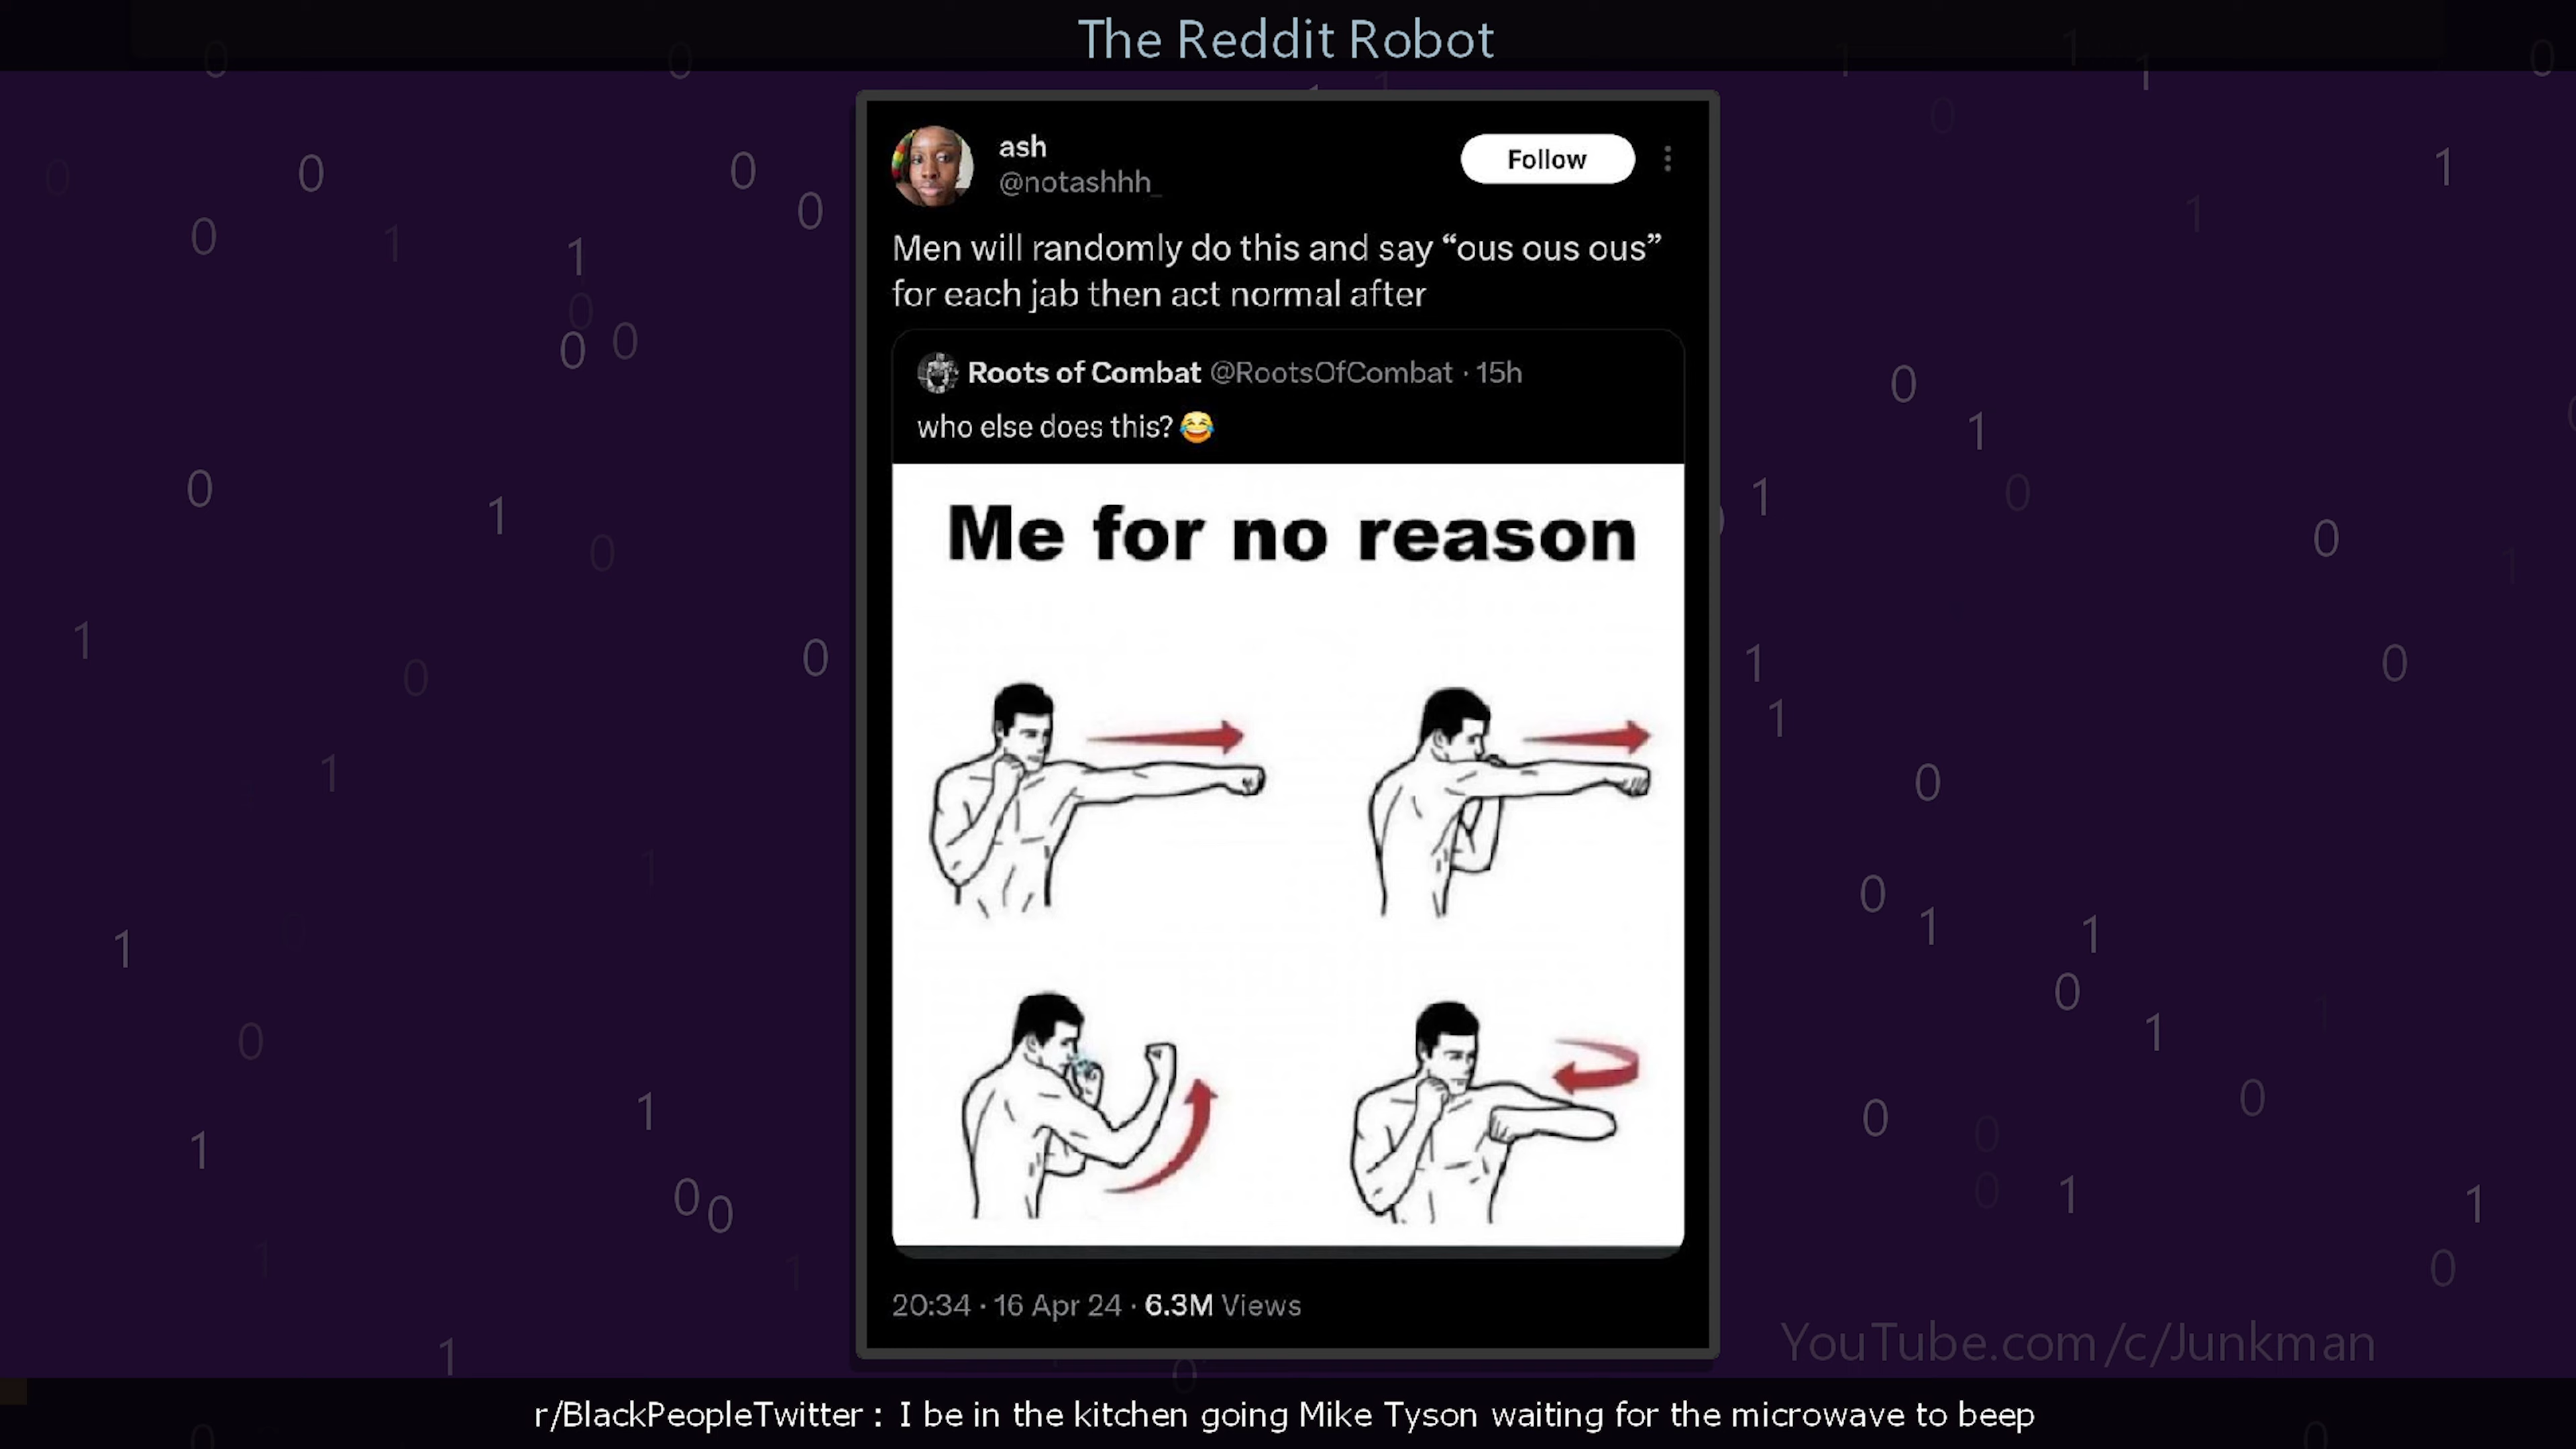 The Reddit Robot
ash
@notashhh_
Follow
Men will randomly do this and say “ous ous ous”
for each jab then act normal after
Roots of Combat @RootsOfCombat · 15h
who else does this? 😂
Me for no reason
20:34 · 16 Apr 24 · 6.3M Views
YouTube.com/c/Junkman
r/BlackPeopleTwitter : I be in the kitchen going Mike Tyson waiting for the microwave to beep